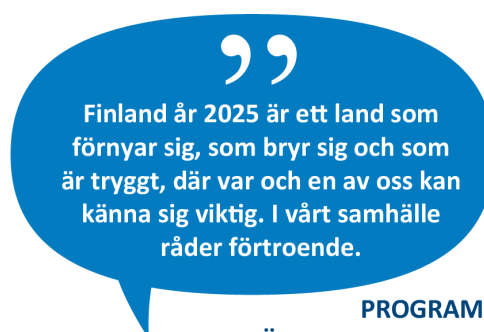 ”
Finland år 2025 är ett land som
förnyar sig, som bryr sig och som
är tryggt, där var och en av oss kan
känna sig viktig. I vårt samhälle
råder förtroende.
PROGRAM